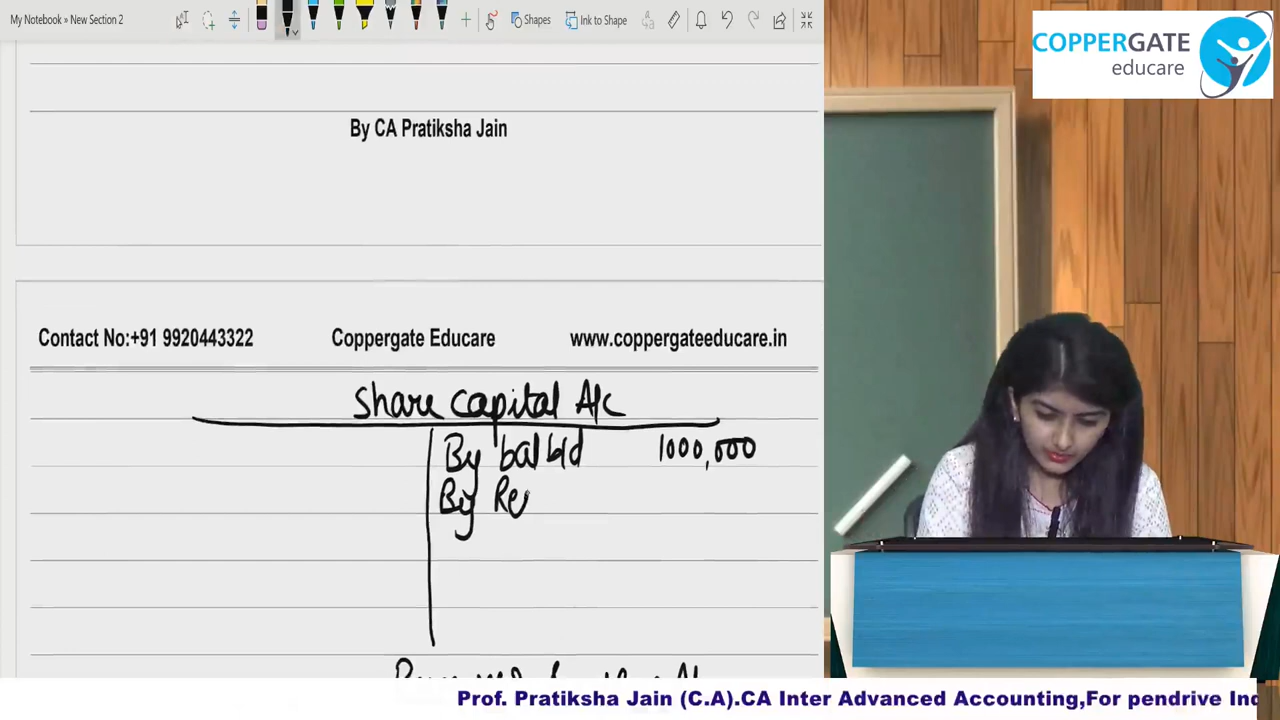 My Notebook » New Section 2
Shapes
Ink to Shape
COPPERGATE
educare
By CA Pratiksha Jain
Contact No:+91 9920443322 Coppergate Educare www.coppergateeducare.in
Share Capital A/c
By bal b/d 1000,000
By Re
Prof. Pratiksha Jain (C.A).CA Inter Advanced Accounting,For pendrive Ind